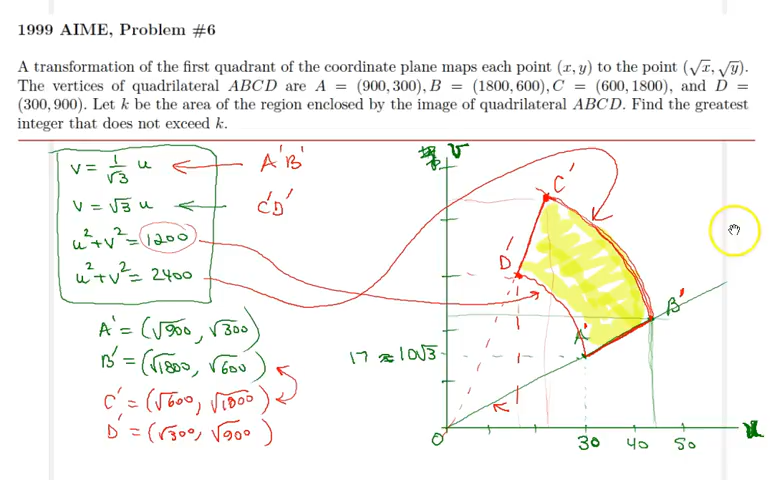 1999 AIME, Problem #6
A transformation of the first quadrant of the coordinate plane maps each point (x, y) to the point (√x, √y).
The vertices of quadrilateral ABCD are A = (900, 300), B = (1800, 600), C = (600, 1800), and D =
(300, 900). Let k be the area of the region enclosed by the image of quadrilateral ABCD. Find the greatest
integer that does not exceed k.
v = 1/√3 u
A'B'
v = √3 u
C'D'
u² + v² = 1200
u² + v² = 2400
A' = (√900, √300)
B' = (√1800, √600)
C' = (√600, √1800)
D' = (√300, √900)
v
C'
D'
B'
A'
17 ≈ 10√3
O
30 40 50
u